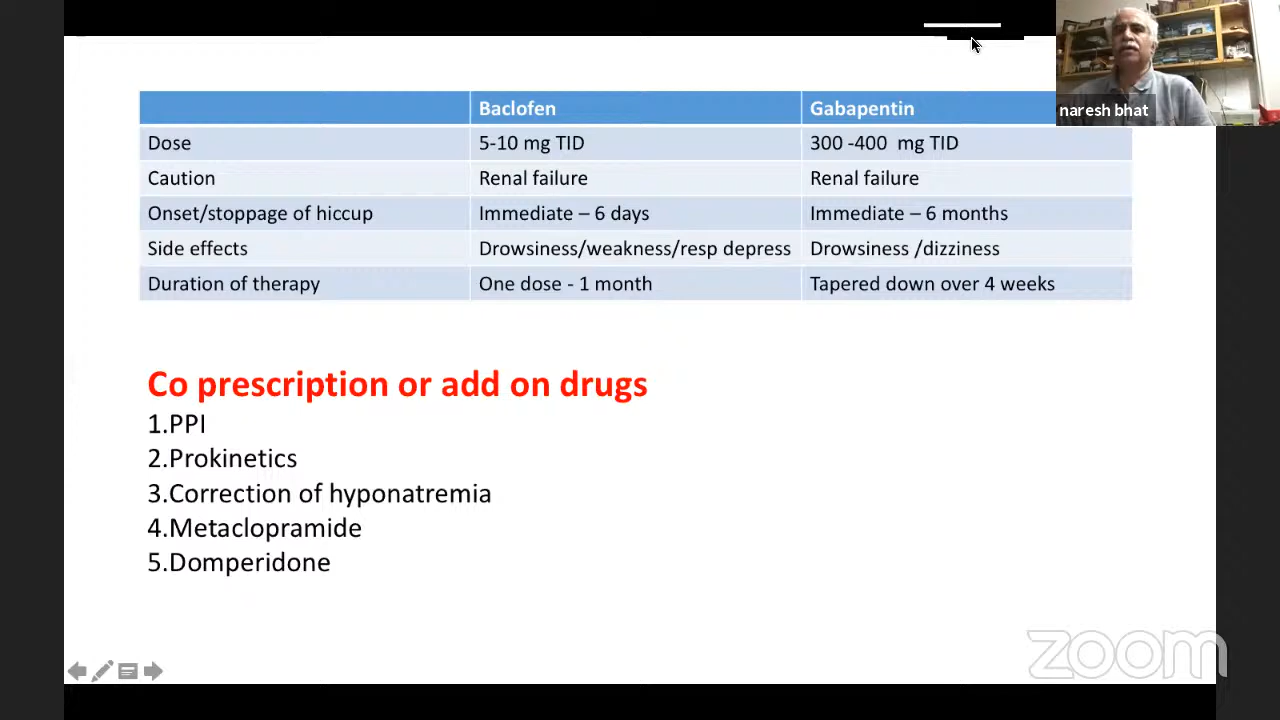 naresh bhat
Baclofen Gabapentin
Dose 5-10 mg TID 300 -400 mg TID
Caution Renal failure Renal failure
Onset/stoppage of hiccup Immediate – 6 days Immediate – 6 months
Side effects Drowsiness/weakness/resp depress Drowsiness /dizziness
Duration of therapy One dose - 1 month Tapered down over 4 weeks
Co prescription or add on drugs
1.PPI
2.Prokinetics
3.Correction of hyponatremia
4.Metaclopramide
5.Domperidone
zoom